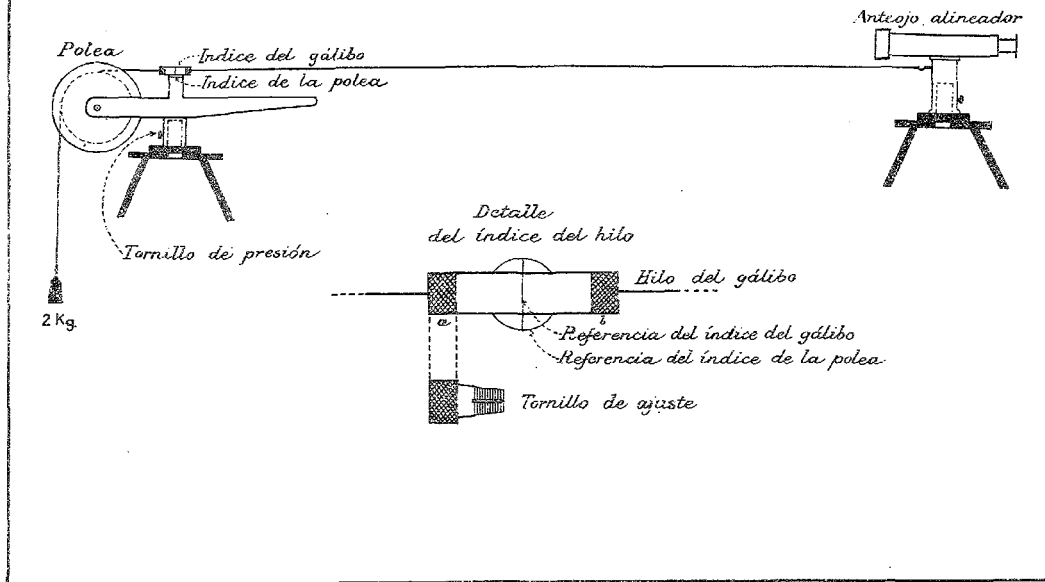 Anteojo alineador
Polea
Indice del gálibo
Indice de la polea
Tornillo de presión
2 Kg.
Detalle
del índice del hilo
Hilo del gálibo
a
b
Referencia del índice del gálibo
Referencia del índice de la polea
Tornillo de ajuste